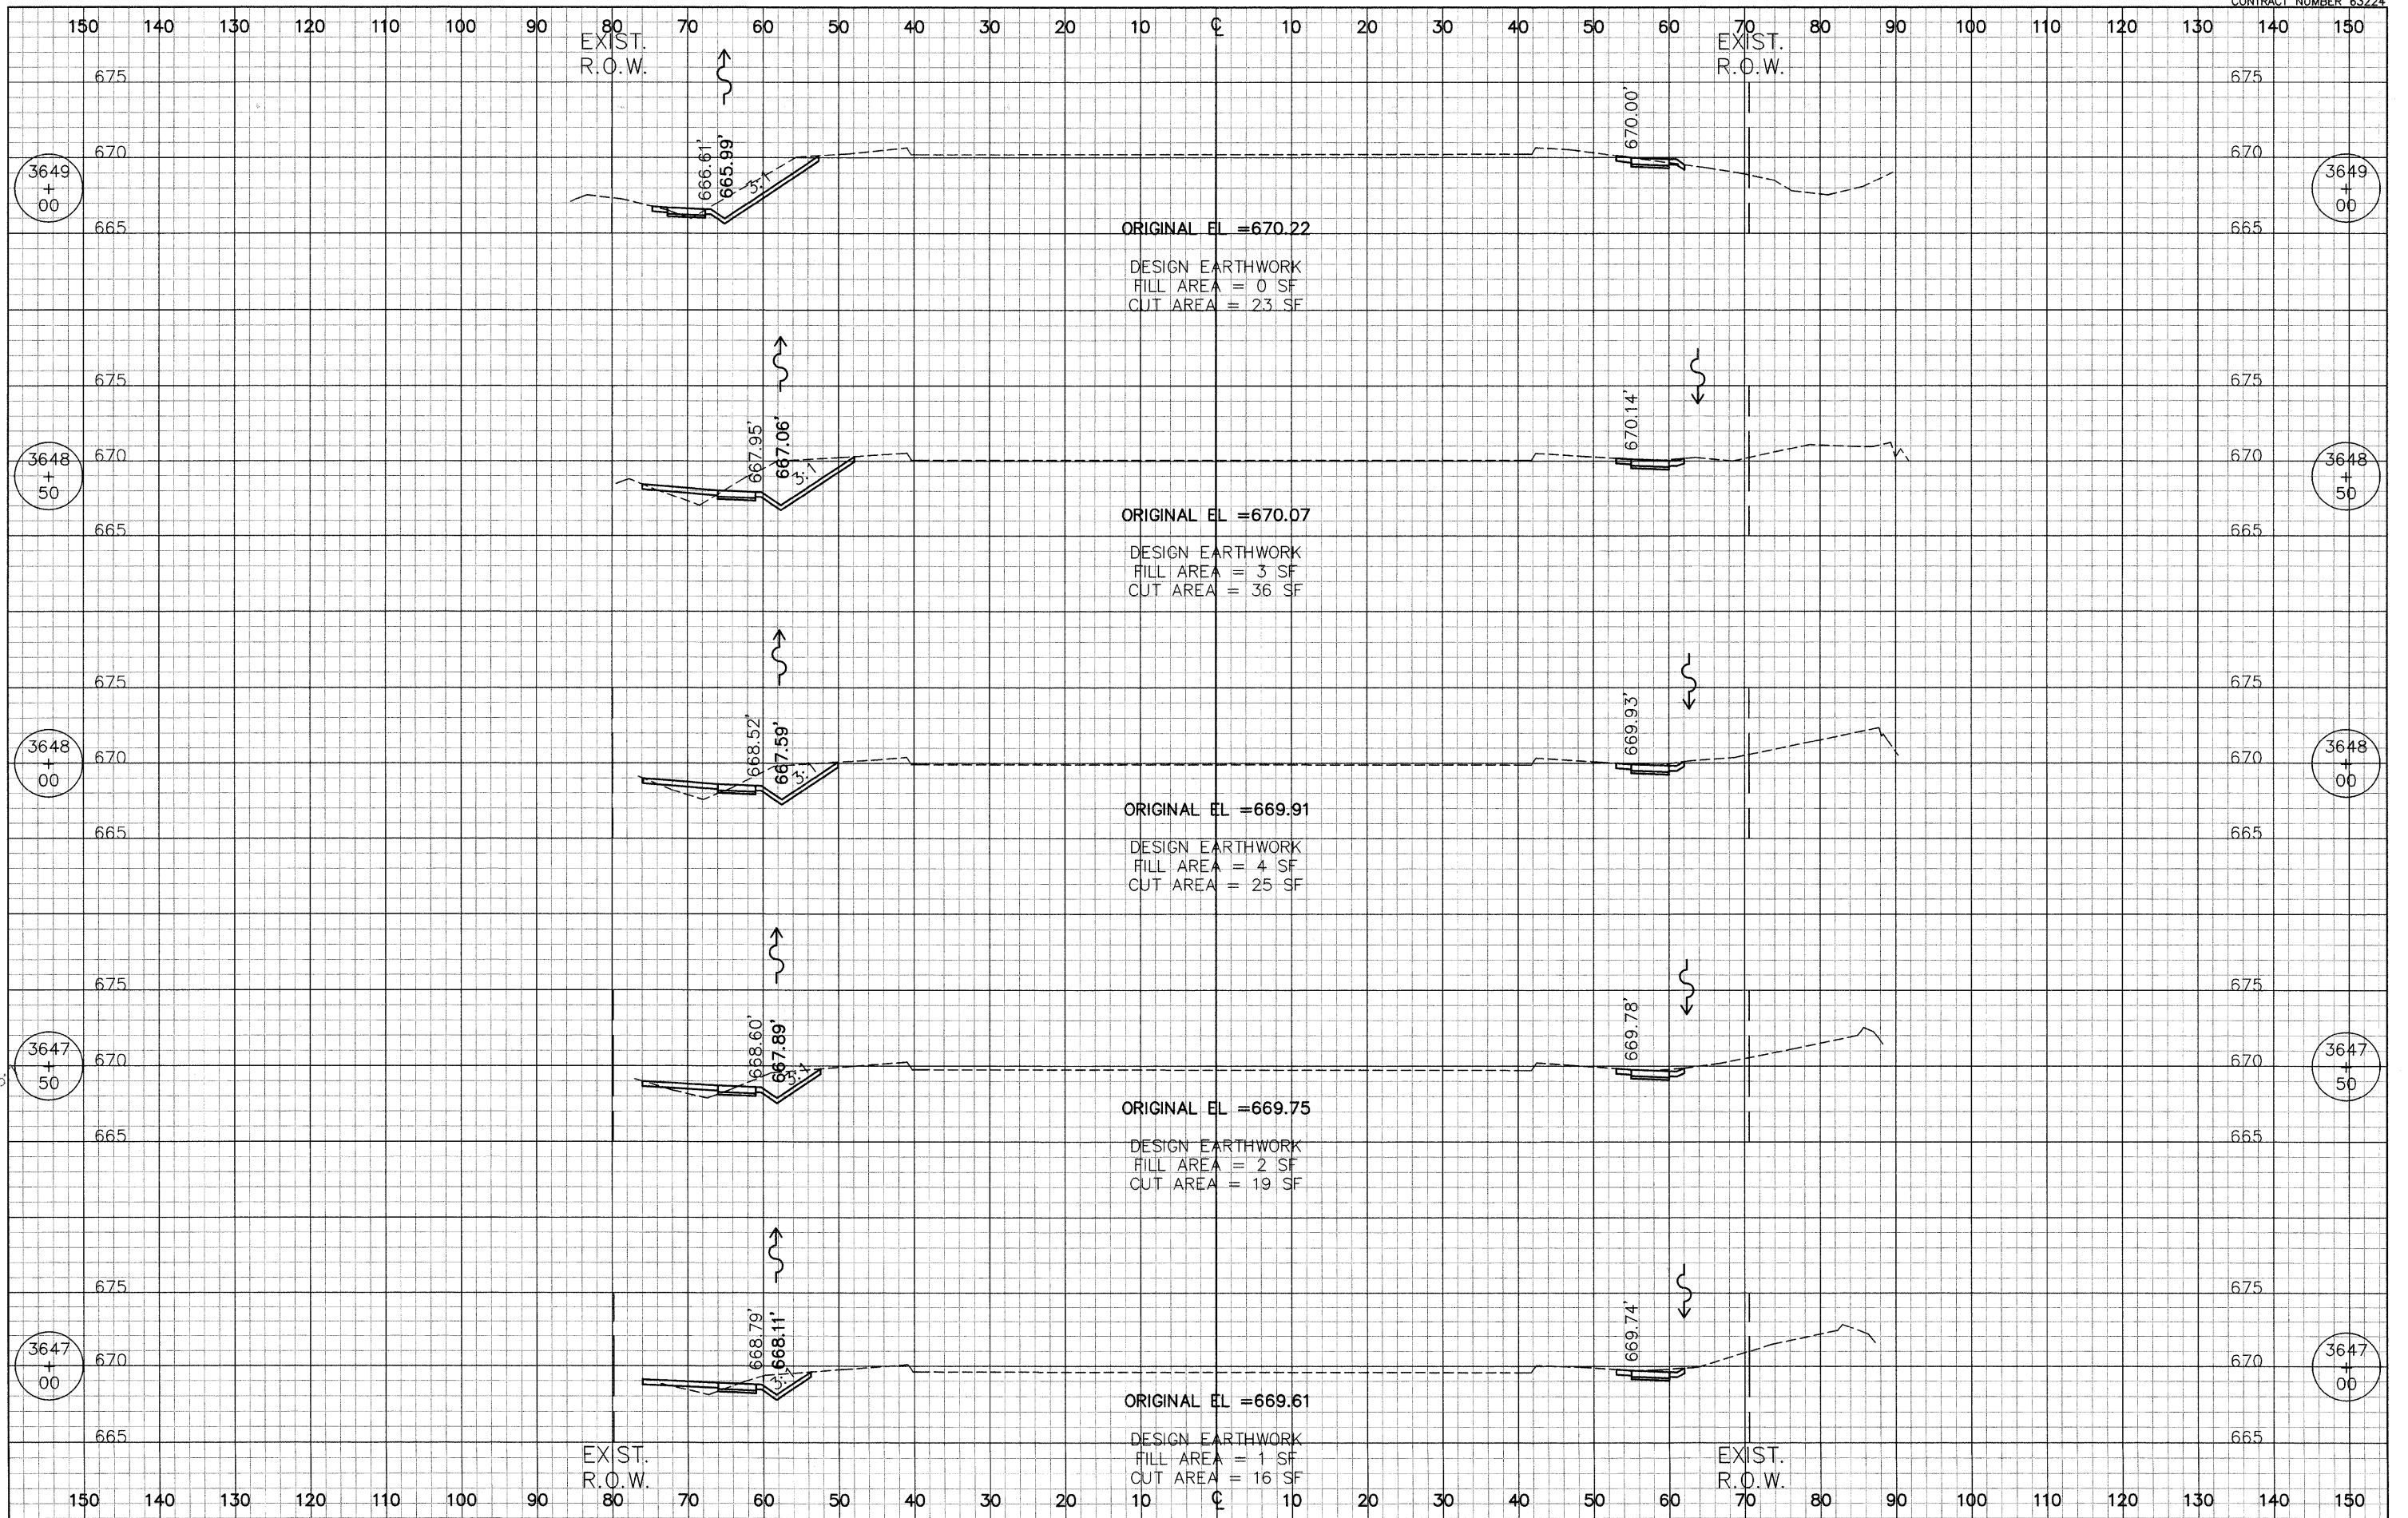 CONTRACT NUMBER 63224
150 140 130 120 110 100 90 80 70 60 50 40 30 20 10 ℄ 10 20 30 40 50 60 70 80 90 100 110 120 130 140 150
EXIST. EXIST.
R.O.W. R.O.W.
675 675
670.00'
666.61'
665.99'
3:1
670 670
3649 + 00 3649 + 00
665 665
ORIGINAL EL =670.22
DESIGN EARTHWORK
FILL AREA = 0 SF
CUT AREA = 23 SF
675 675
670.14'
667.95'
667.06'
3:1
670 670
3648 + 50 3648 + 50
ORIGINAL EL =670.07
665 665
DESIGN EARTHWORK
FILL AREA = 3 SF
CUT AREA = 36 SF
675 675
669.93'
668.52'
667.59'
3:1
670 670
3648 + 00 3648 + 00
ORIGINAL EL =669.91
665 665
DESIGN EARTHWORK
FILL AREA = 4 SF
CUT AREA = 25 SF
675 675
669.78'
668.60'
667.89'
3:1
670 670
3647 + 50 3647 + 50
ORIGINAL EL =669.75
665 665
DESIGN EARTHWORK
FILL AREA = 2 SF
CUT AREA = 19 SF
675 675
669.74'
668.79'
668.11'
3:1
670 670
3647 + 00 3647 + 00
ORIGINAL EL =669.61
665 665
DESIGN EARTHWORK
FILL AREA = 1 SF
CUT AREA = 16 SF
EXIST. EXIST.
R.O.W. R.O.W.
150 140 130 120 110 100 90 80 70 60 50 40 30 20 10 ℄ 10 20 30 40 50 60 70 80 90 100 110 120 130 140 150